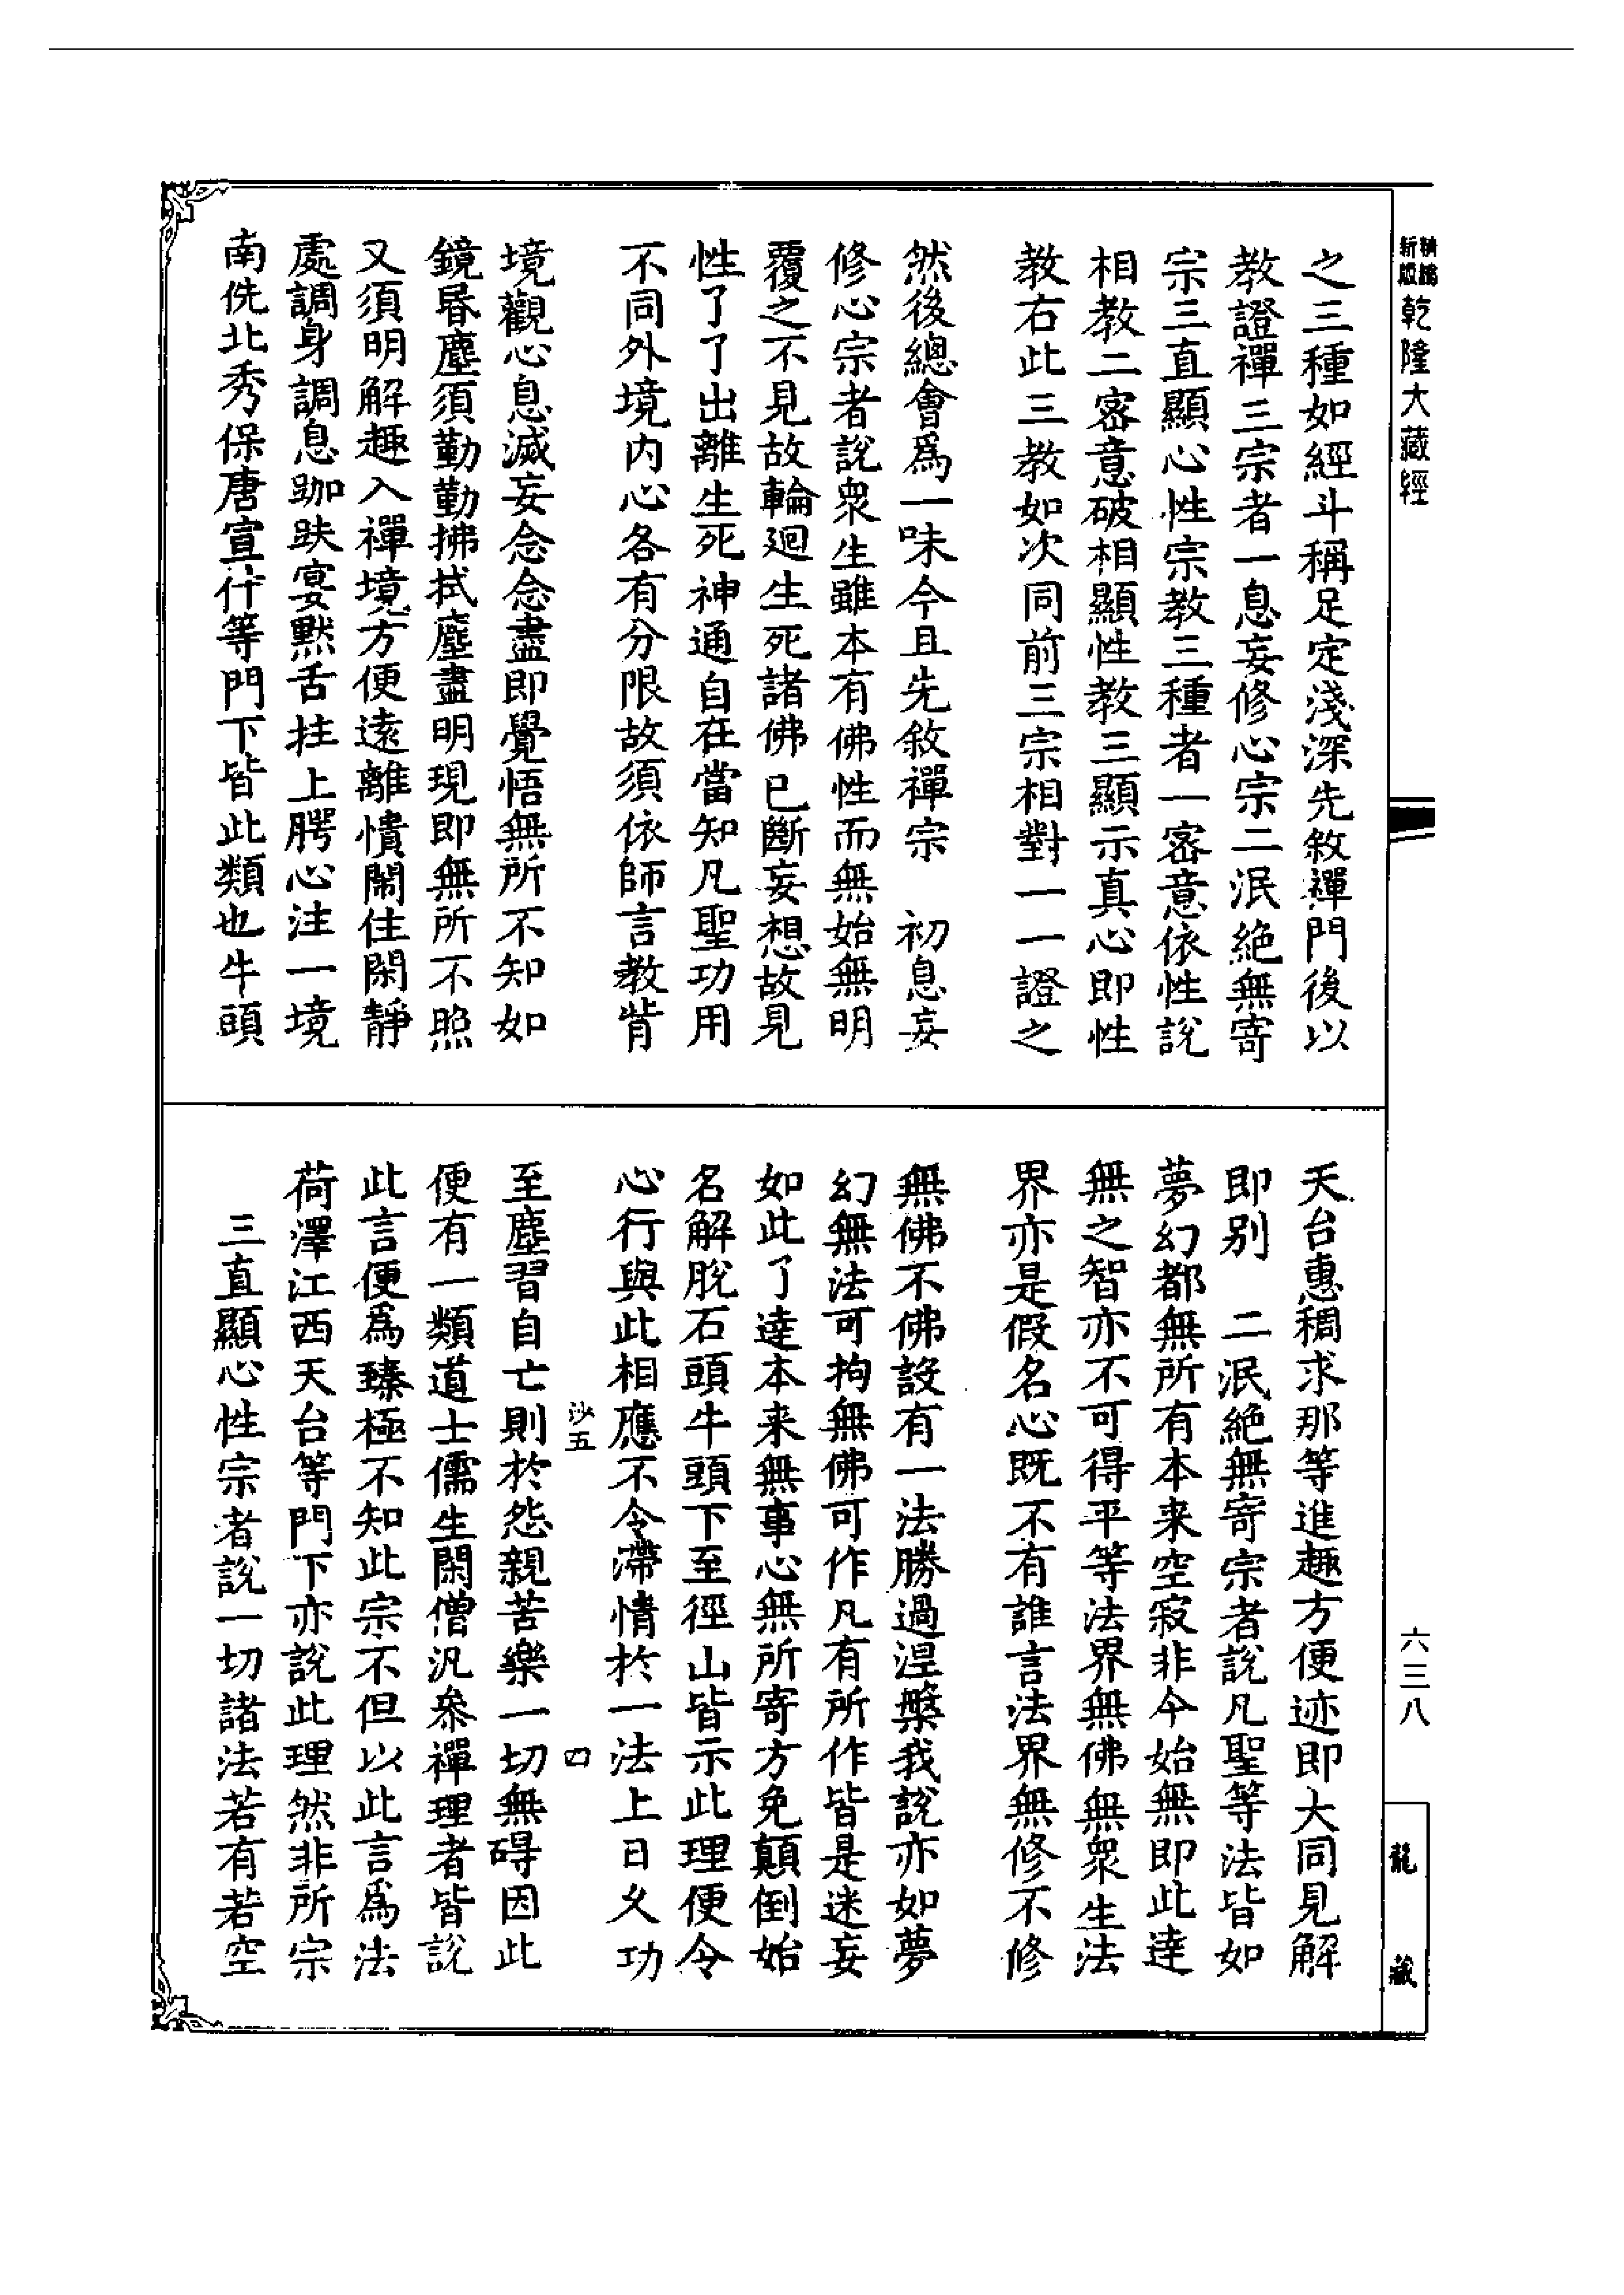 精編新版乾隆大藏經
之三種如經斗稱足定淺深先敘禪門後以
教證禪三宗者一息妄修心宗二泯絕無寄
宗三直顯心性宗教三種者一密意依性說
相教二密意破相顯性教三顯示真心即性
教右此三教如次同前三宗相對一一證之
然後總會爲一味今且先敘禪宗　初息妄
修心宗者說眾生雖本有佛性而無始無明
覆之不見故輪迴生死諸佛已斷妄想故見
性了了出離生死神通自在當知凡聖功用
不同外境內心各有分限故須依師言教背
境觀心息滅妄念念盡即覺悟無所不知如
鏡昬塵須勤勤拂拭塵盡明現即無所不照
又須明解趣入禪境方便遠離憒閙住閑靜
處調身調息跏趺宴默舌拄上腭心注一境
南侁北秀保唐宣什等門下皆此類也牛頭
天台惠稠求那等進趣方便迹即大同見解
即別　二泯絕無寄宗者說凡聖等法皆如
夢幻都無所有本来空寂非今始無即此達
無之智亦不可得平等法界無佛無眾生法
界亦是假名心既不有誰言法界無修不修
無佛不佛設有一法勝過涅槃我說亦如夢
幻無法可拘無佛可作凡有所作皆是迷妄
如此了達本来無事心無所寄方免顛倒始
名解脫石頭牛頭下至徑山皆示此理便令
心行與此相應不令滯情於一法上日久功
沙五　四
至塵習自亡則於怨親苦樂一切無碍因此
便有一類道士儒生閑僧汎叅禪理者皆說
此言便爲臻極不知此宗不但以此言爲法
荷澤江西天台等門下亦說此理然非所宗
三直顯心性宗者說一切諸法若有若空
六三八
龍藏